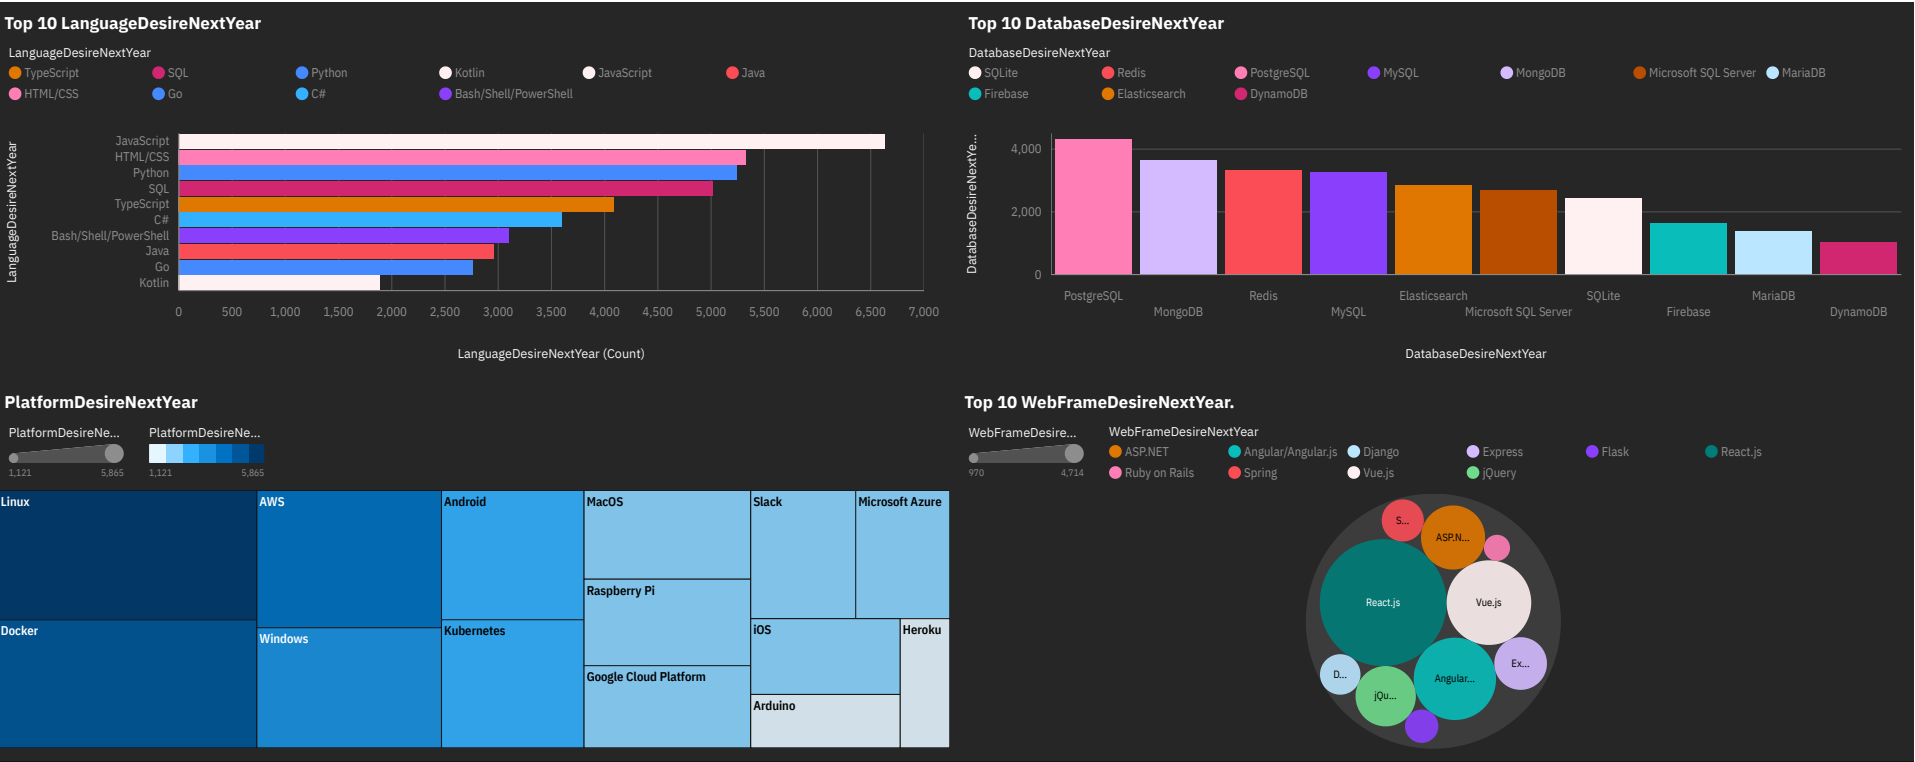 Top 10 LanguageDesireNextYear
LanguageDesireNextYear
TypeScript SQL Python Kotlin JavaScript Java
HTML/CSS Go C# Bash/Shell/PowerShell
LanguageDesireNextYear
JavaScript
HTML/CSS
Python
SQL
TypeScript
C#
Bash/Shell/PowerShell
Java
Go
Kotlin
0 500 1,000 1,500 2,000 2,500 3,000 3,500 4,000 4,500 5,000 5,500 6,000 6,500 7,000
LanguageDesireNextYear (Count)
Top 10 DatabaseDesireNextYear
DatabaseDesireNextYear
SQLite Redis PostgreSQL MySQL MongoDB Microsoft SQL Server MariaDB
Firebase Elasticsearch DynamoDB
DatabaseDesireNextYe...
4,000
2,000
0
PostgreSQL Redis Elasticsearch SQLite MariaDB
MongoDB MySQL Microsoft SQL Server Firebase DynamoDB
DatabaseDesireNextYear
PlatformDesireNextYear
PlatformDesireNe... PlatformDesireNe...
1,121 5,865 1,121 5,865
Linux AWS Android MacOS Slack Microsoft Azure
Raspberry Pi
Docker Windows Kubernetes iOS Heroku
Google Cloud Platform
Arduino
Top 10 WebFrameDesireNextYear.
WebFrameDesire... WebFrameDesireNextYear
970 4,714
ASP.NET Angular/Angular.js Django Express Flask React.js
Ruby on Rails Spring Vue.js jQuery
S...
ASP.N...
React.js Vue.js
Ex...
D... Angular...
jQu...